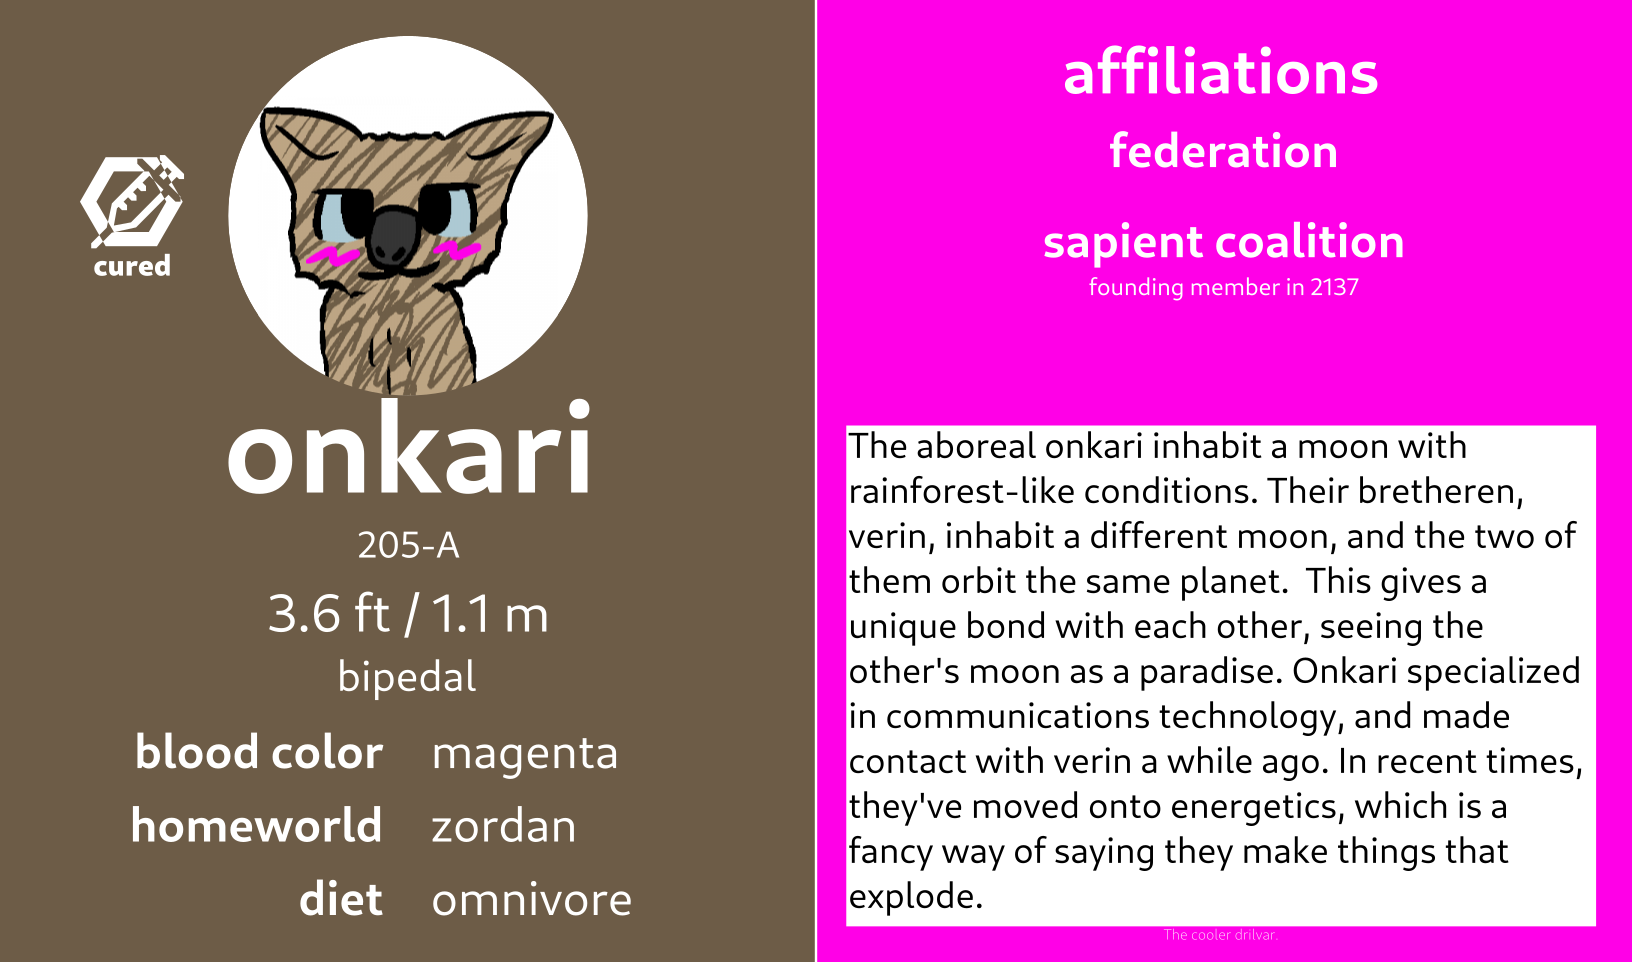 cured
onkari
205-A
3.6 ft / 1.1 m
bipedal
blood color magenta
homeworld zordan
diet omnivore
affiliations
federation
sapient coalition
founding member in 2137
The aboreal onkari inhabit a moon with
rainforest-like conditions. Their bretheren,
verin, inhabit a different moon, and the two of
them orbit the same planet.  This gives a
unique bond with each other, seeing the
other's moon as a paradise. Onkari specialized
in communications technology, and made
contact with verin a while ago. In recent times,
they've moved onto energetics, which is a
fancy way of saying they make things that
explode.
The cooler drilvar.